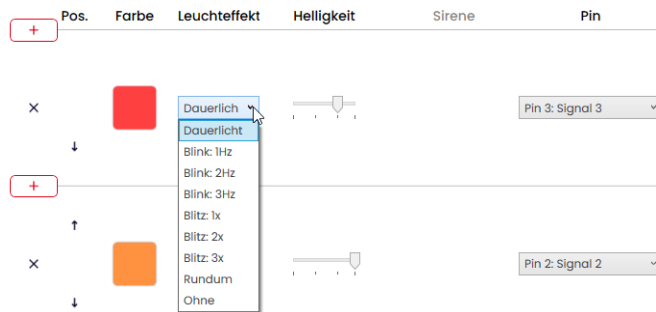 Pos. Farbe Leuchteffekt Helligkeit Sirene Pin
+
× Dauerlich Pin 3: Signal 3
↓
Dauerlicht
Blink: 1Hz
Blink: 2Hz
Blink: 3Hz
+
Blitz: 1x
↑
Blitz: 2x
× Blitz: 3x Pin 2: Signal 2
Rundum
↓
Ohne